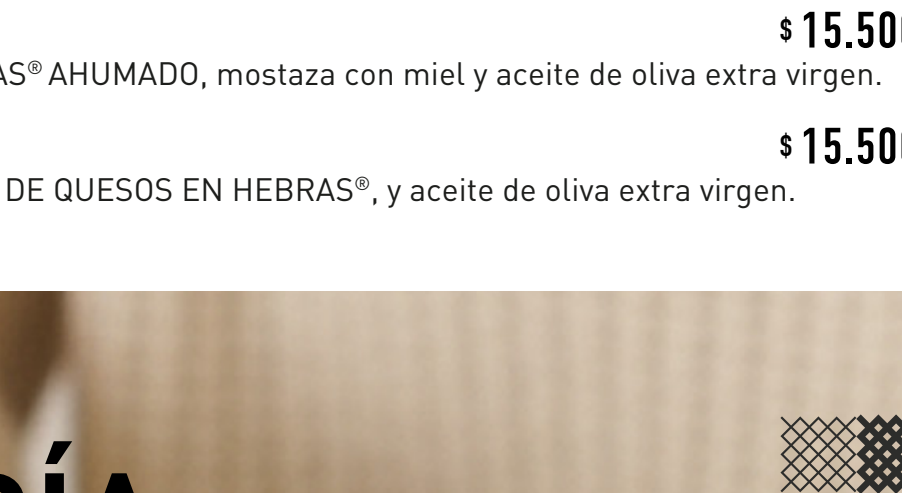 $ 15.50
AS® AHUMADO, mostaza con miel y aceite de oliva extra virgen.
$ 15.50
DE QUESOS EN HEBRAS®, y aceite de oliva extra virgen.
ÍA